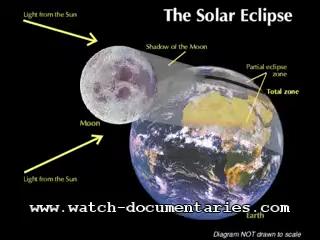 The Solar Eclipse
Light from the Sun
Shadow of the Moon
Partial eclipse
zone
Total zone
Moon
Light from the Sun
www.watch-documentaries.com
Earth
Diagram NOT drawn to scale